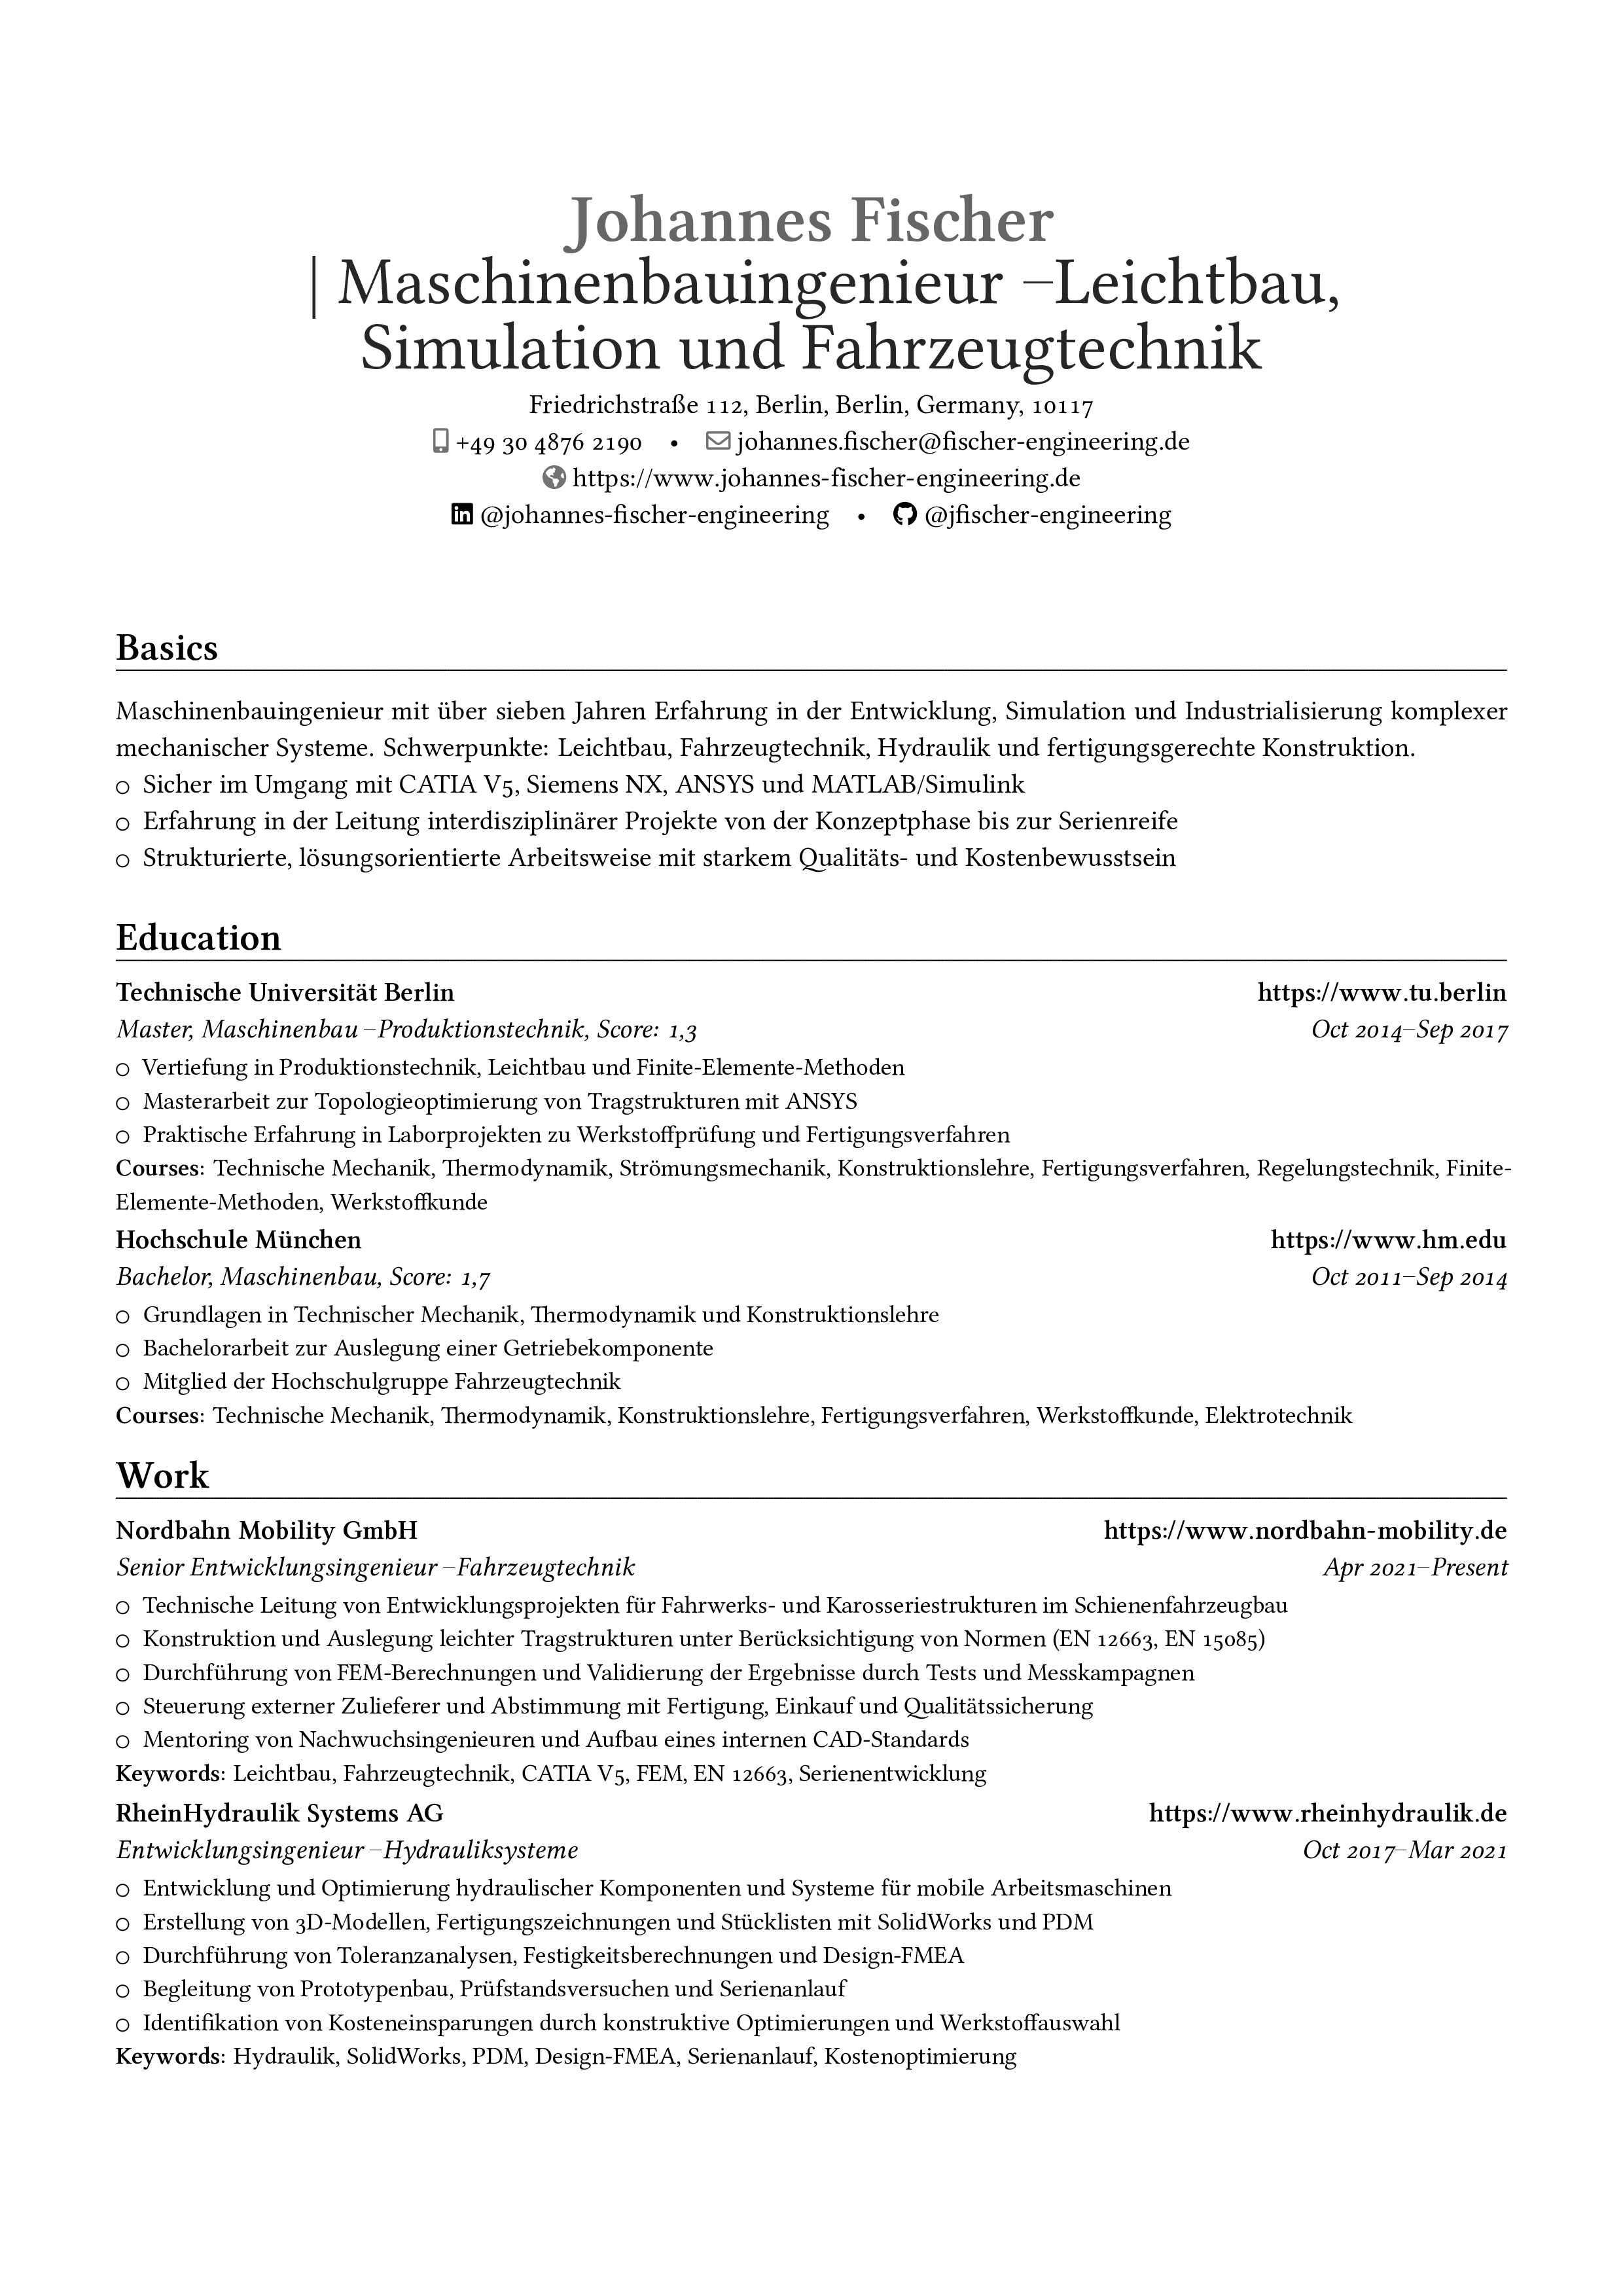 Johannes Fischer
| Maschinenbauingenieur –Leichtbau,
Simulation und Fahrzeugtechnik
Friedrichstraße 112, Berlin, Berlin, Germany, 10117
+49 30 4876 2190 • johannes.fischer@fischer-engineering.de
https://www.johannes-fischer-engineering.de
@johannes-fischer-engineering • @jfischer-engineering
Basics
Maschinenbauingenieur mit über sieben Jahren Erfahrung in der Entwicklung, Simulation und Industrialisierung komplexer
mechanischer Systeme. Schwerpunkte: Leichtbau, Fahrzeugtechnik, Hydraulik und fertigungsgerechte Konstruktion.
○ Sicher im Umgang mit CATIA V5, Siemens NX, ANSYS und MATLAB/Simulink
○ Erfahrung in der Leitung interdisziplinärer Projekte von der Konzeptphase bis zur Serienreife
○ Strukturierte, lösungsorientierte Arbeitsweise mit starkem Qualitäts- und Kostenbewusstsein
Education
Technische Universität Berlin https://www.tu.berlin
Master, Maschinenbau –Produktionstechnik, Score: 1,3 Oct 2014–Sep 2017
○ Vertiefung in Produktionstechnik, Leichtbau und Finite-Elemente-Methoden
○ Masterarbeit zur Topologieoptimierung von Tragstrukturen mit ANSYS
○ Praktische Erfahrung in Laborprojekten zu Werkstoffprüfung und Fertigungsverfahren
Courses: Technische Mechanik, Thermodynamik, Strömungsmechanik, Konstruktionslehre, Fertigungsverfahren, Regelungstechnik, Finite-
Elemente-Methoden, Werkstoffkunde
Hochschule München https://www.hm.edu
Bachelor, Maschinenbau, Score: 1,7 Oct 2011–Sep 2014
○ Grundlagen in Technischer Mechanik, Thermodynamik und Konstruktionslehre
○ Bachelorarbeit zur Auslegung einer Getriebekomponente
○ Mitglied der Hochschulgruppe Fahrzeugtechnik
Courses: Technische Mechanik, Thermodynamik, Konstruktionslehre, Fertigungsverfahren, Werkstoffkunde, Elektrotechnik
Work
Nordbahn Mobility GmbH https://www.nordbahn-mobility.de
Senior Entwicklungsingenieur –Fahrzeugtechnik Apr 2021–Present
○ Technische Leitung von Entwicklungsprojekten für Fahrwerks- und Karosseriestrukturen im Schienenfahrzeugbau
○ Konstruktion und Auslegung leichter Tragstrukturen unter Berücksichtigung von Normen (EN 12663, EN 15085)
○ Durchführung von FEM-Berechnungen und Validierung der Ergebnisse durch Tests und Messkampagnen
○ Steuerung externer Zulieferer und Abstimmung mit Fertigung, Einkauf und Qualitätssicherung
○ Mentoring von Nachwuchsingenieuren und Aufbau eines internen CAD-Standards
Keywords: Leichtbau, Fahrzeugtechnik, CATIA V5, FEM, EN 12663, Serienentwicklung
RheinHydraulik Systems AG https://www.rheinhydraulik.de
Entwicklungsingenieur –Hydrauliksysteme Oct 2017–Mar 2021
○ Entwicklung und Optimierung hydraulischer Komponenten und Systeme für mobile Arbeitsmaschinen
○ Erstellung von 3D-Modellen, Fertigungszeichnungen und Stücklisten mit SolidWorks und PDM
○ Durchführung von Toleranzanalysen, Festigkeitsberechnungen und Design-FMEA
○ Begleitung von Prototypenbau, Prüfstandsversuchen und Serienanlauf
○ Identifikation von Kosteneinsparungen durch konstruktive Optimierungen und Werkstoffauswahl
Keywords: Hydraulik, SolidWorks, PDM, Design-FMEA, Serienanlauf, Kostenoptimierung